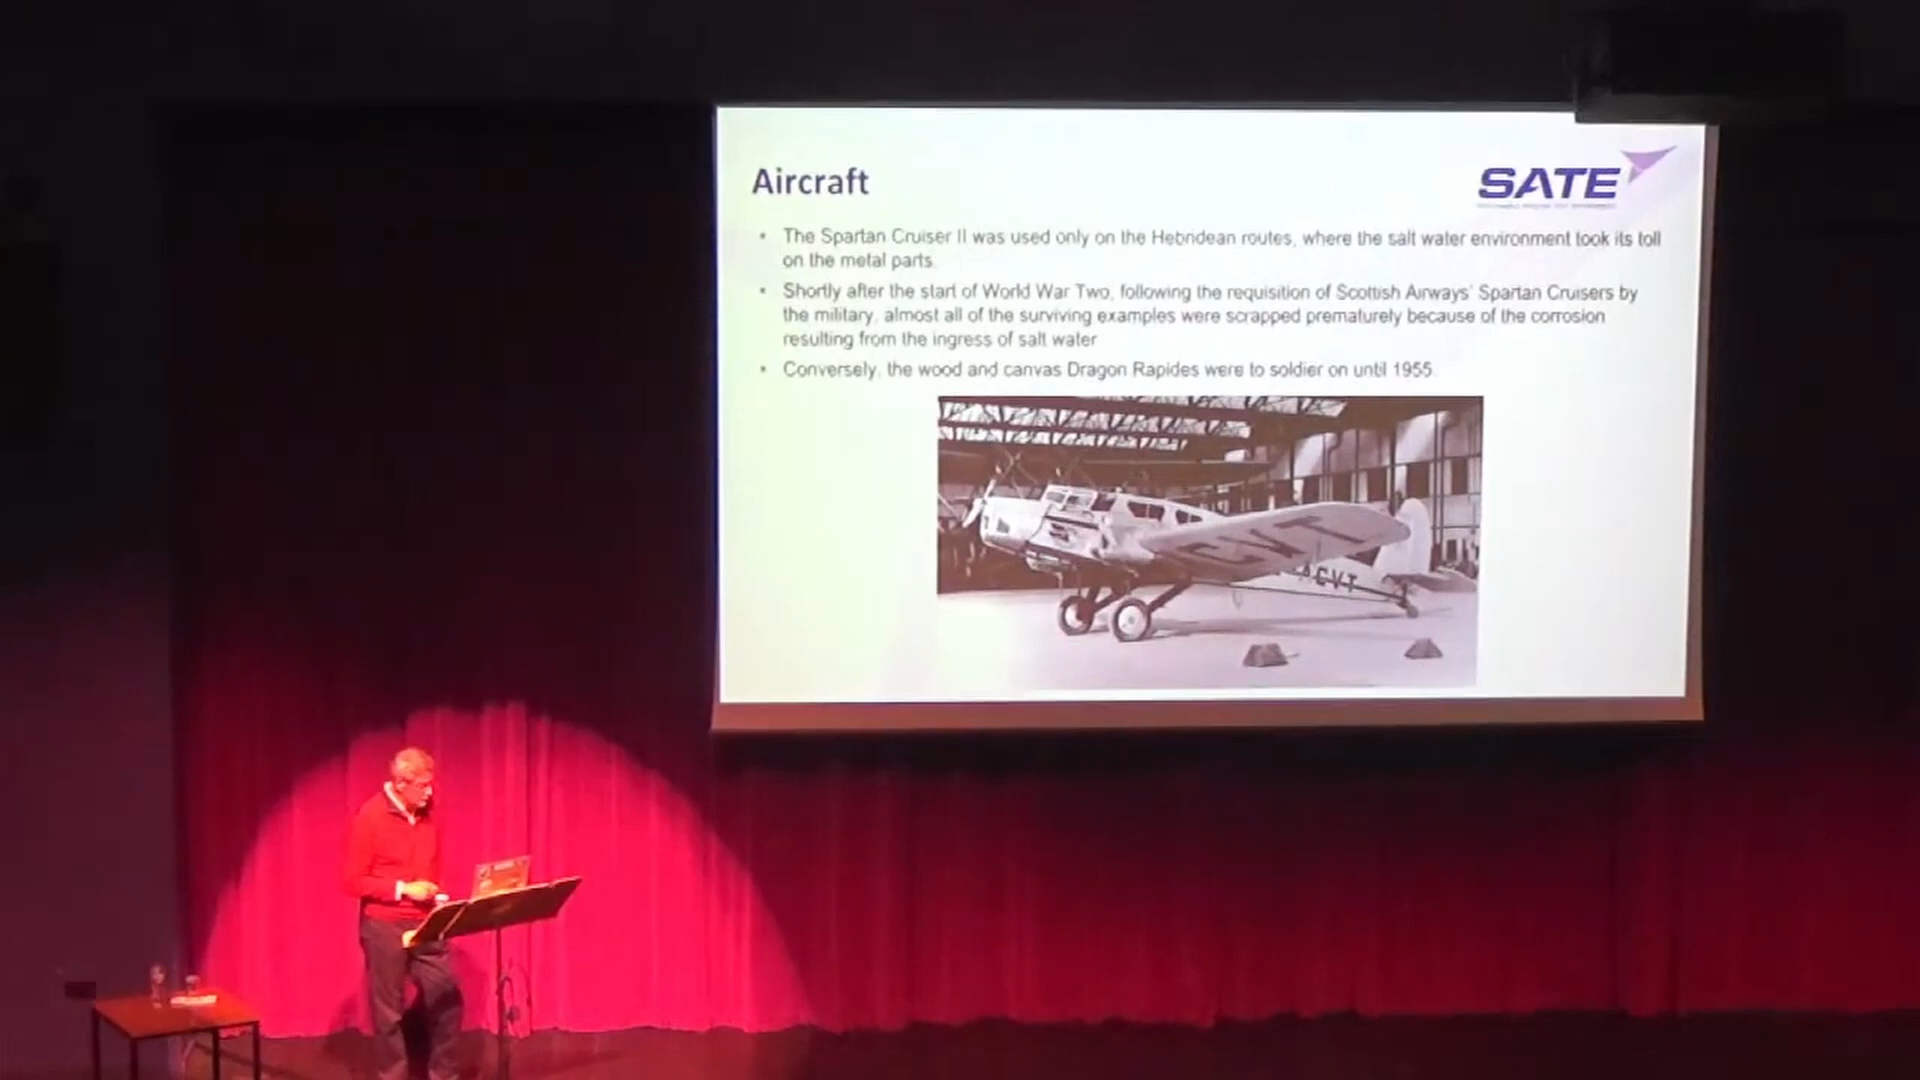 Aircraft
SATE
• The Spartan Cruiser II was used only on the Hebridean routes, where the salt water environment took its toll
on the metal parts.
• Shortly after the start of World War Two, following the requisition of Scottish Airways' Spartan Cruisers by
the military, almost all of the surviving examples were scrapped prematurely because of the corrosion
resulting from the ingress of salt water
• Conversely, the wood and canvas Dragon Rapides were to soldier on until 1955.
ACVT